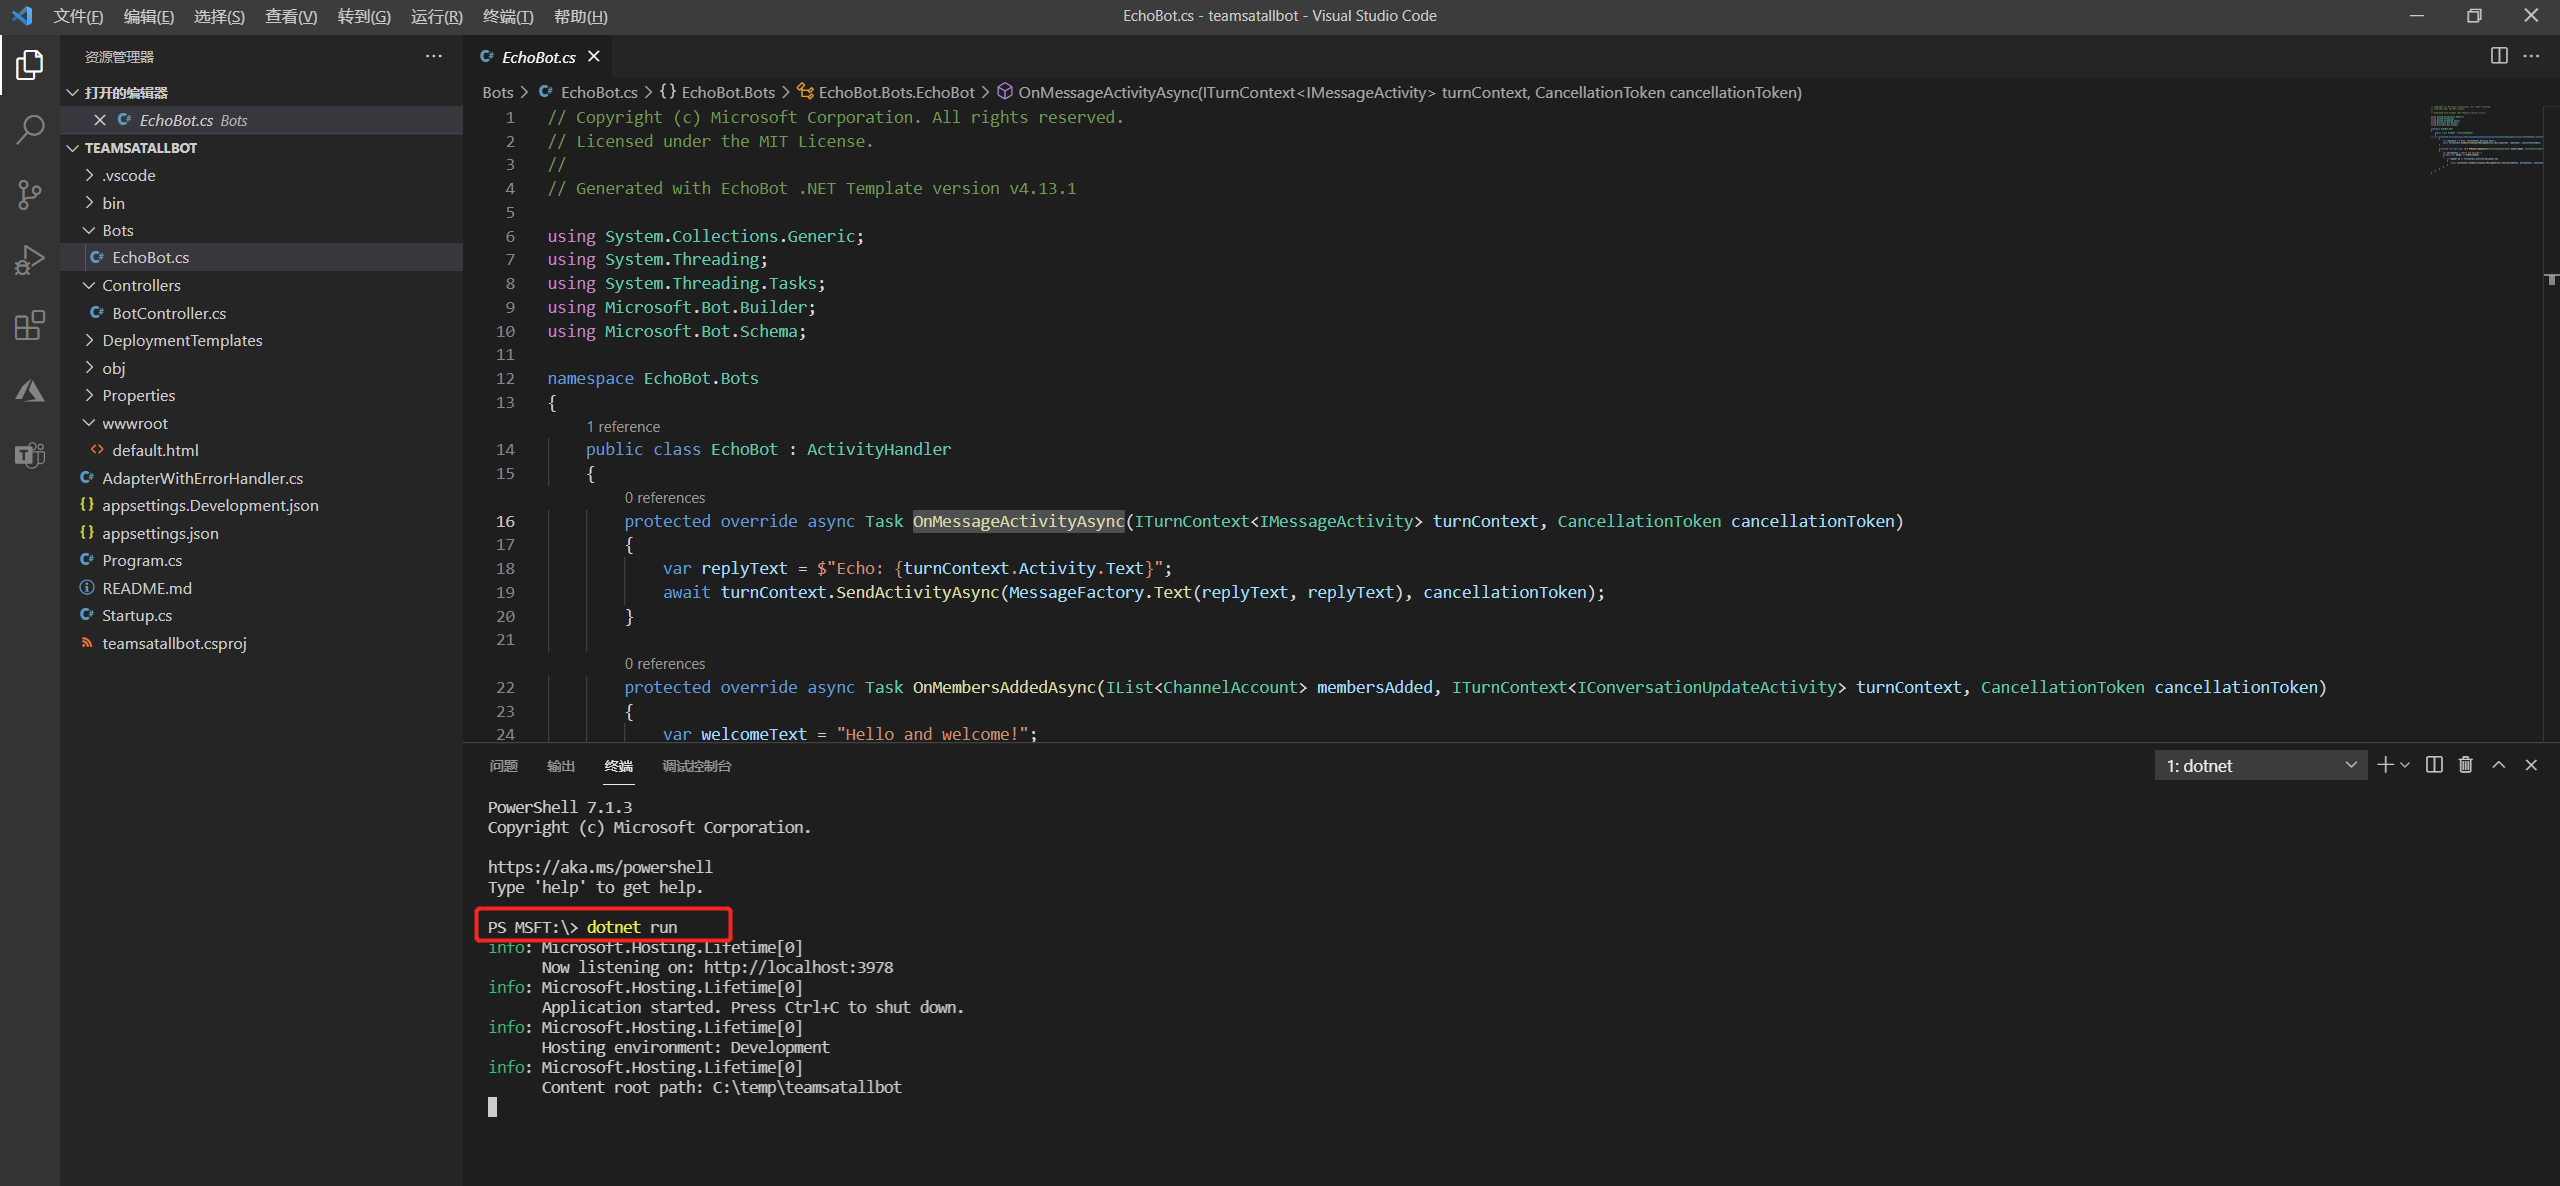 文件(F) 编辑(E) 选择(S) 查看(V) 转到(G) 运行(R) 终端(T) 帮助(H)
EchoBot.cs - teamsatallbot - Visual Studio Code
资源管理器
打开的编辑器
EchoBot.cs Bots
TEAMSATALLBOT
.vscode
bin
Bots
EchoBot.cs
Controllers
BotController.cs
DeploymentTemplates
obj
Properties
wwwroot
default.html
AdapterWithErrorHandler.cs
appsettings.Development.json
appsettings.json
Program.cs
README.md
Startup.cs
teamsatallbot.csproj
EchoBot.cs
Bots > EchoBot.cs > {} EchoBot.Bots > EchoBot.Bots.EchoBot > OnMessageActivityAsync(ITurnContext<IMessageActivity> turnContext, CancellationToken cancellationToken)
1 // Copyright (c) Microsoft Corporation. All rights reserved.
2 // Licensed under the MIT License.
3 //
4 // Generated with EchoBot .NET Template version v4.13.1
5
6 using System.Collections.Generic;
7 using System.Threading;
8 using System.Threading.Tasks;
9 using Microsoft.Bot.Builder;
10 using Microsoft.Bot.Schema;
11
12 namespace EchoBot.Bots
13 {
1 reference
14 public class EchoBot : ActivityHandler
15 {
0 references
16 protected override async Task OnMessageActivityAsync(ITurnContext<IMessageActivity> turnContext, CancellationToken cancellationToken)
17 {
18 var replyText = $"Echo: {turnContext.Activity.Text}";
19 await turnContext.SendActivityAsync(MessageFactory.Text(replyText, replyText), cancellationToken);
20 }
21
0 references
22 protected override async Task OnMembersAddedAsync(IList<ChannelAccount> membersAdded, ITurnContext<IConversationUpdateActivity> turnContext, CancellationToken cancellationToken)
23 {
24 var welcomeText = "Hello and welcome!";
问题 输出 终端 调试控制台
1: dotnet
PowerShell 7.1.3
Copyright (c) Microsoft Corporation.
https://aka.ms/powershell
Type 'help' to get help.
PS MSFT:\> dotnet run
info: Microsoft.Hosting.Lifetime[0]
Now listening on: http://localhost:3978
info: Microsoft.Hosting.Lifetime[0]
Application started. Press Ctrl+C to shut down.
info: Microsoft.Hosting.Lifetime[0]
Hosting environment: Development
info: Microsoft.Hosting.Lifetime[0]
Content root path: C:\temp\teamsatallbot